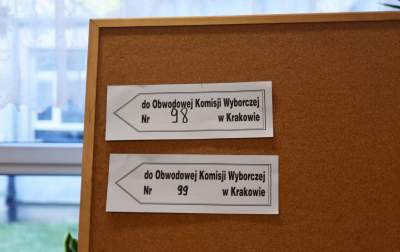 do Obwodowej Komisji Wyborczej
Nr 98 w Krakowie
do Obwodowej Komisji Wyborczej
Nr 99 w Krakowie